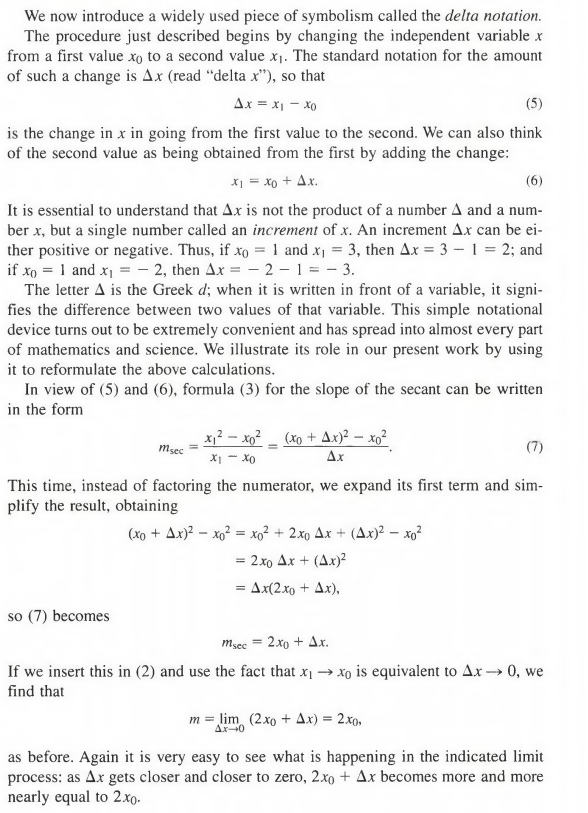 We now introduce a widely used piece of symbolism called the delta notation.
The procedure just described begins by changing the independent variable x
from a first value x₀ to a second value x₁. The standard notation for the amount
of such a change is Δx (read “delta x”), so that
Δx = x₁ − x₀ (5)
is the change in x in going from the first value to the second. We can also think
of the second value as being obtained from the first by adding the change:
x₁ = x₀ + Δx. (6)
It is essential to understand that Δx is not the product of a number Δ and a num-
ber x, but a single number called an increment of x. An increment Δx can be ei-
ther positive or negative. Thus, if x₀ = 1 and x₁ = 3, then Δx = 3 − 1 = 2; and
if x₀ = 1 and x₁ = − 2, then Δx = − 2 − 1 = − 3.
The letter Δ is the Greek d; when it is written in front of a variable, it signi-
fies the difference between two values of that variable. This simple notational
device turns out to be extremely convenient and has spread into almost every part
of mathematics and science. We illustrate its role in our present work by using
it to reformulate the above calculations.
In view of (5) and (6), formula (3) for the slope of the secant can be written
in the form
m_sec = (x₁² − x₀²)/(x₁ − x₀) = ((x₀ + Δx)² − x₀²)/Δx. (7)
This time, instead of factoring the numerator, we expand its first term and sim-
plify the result, obtaining
(x₀ + Δx)² − x₀² = x₀² + 2x₀ Δx + (Δx)² − x₀²
= 2x₀ Δx + (Δx)²
= Δx(2x₀ + Δx),
so (7) becomes
m_sec = 2x₀ + Δx.
If we insert this in (2) and use the fact that x₁ → x₀ is equivalent to Δx → 0, we
find that
m = lim_{Δx→0} (2x₀ + Δx) = 2x₀,
as before. Again it is very easy to see what is happening in the indicated limit
process: as Δx gets closer and closer to zero, 2x₀ + Δx becomes more and more
nearly equal to 2x₀.